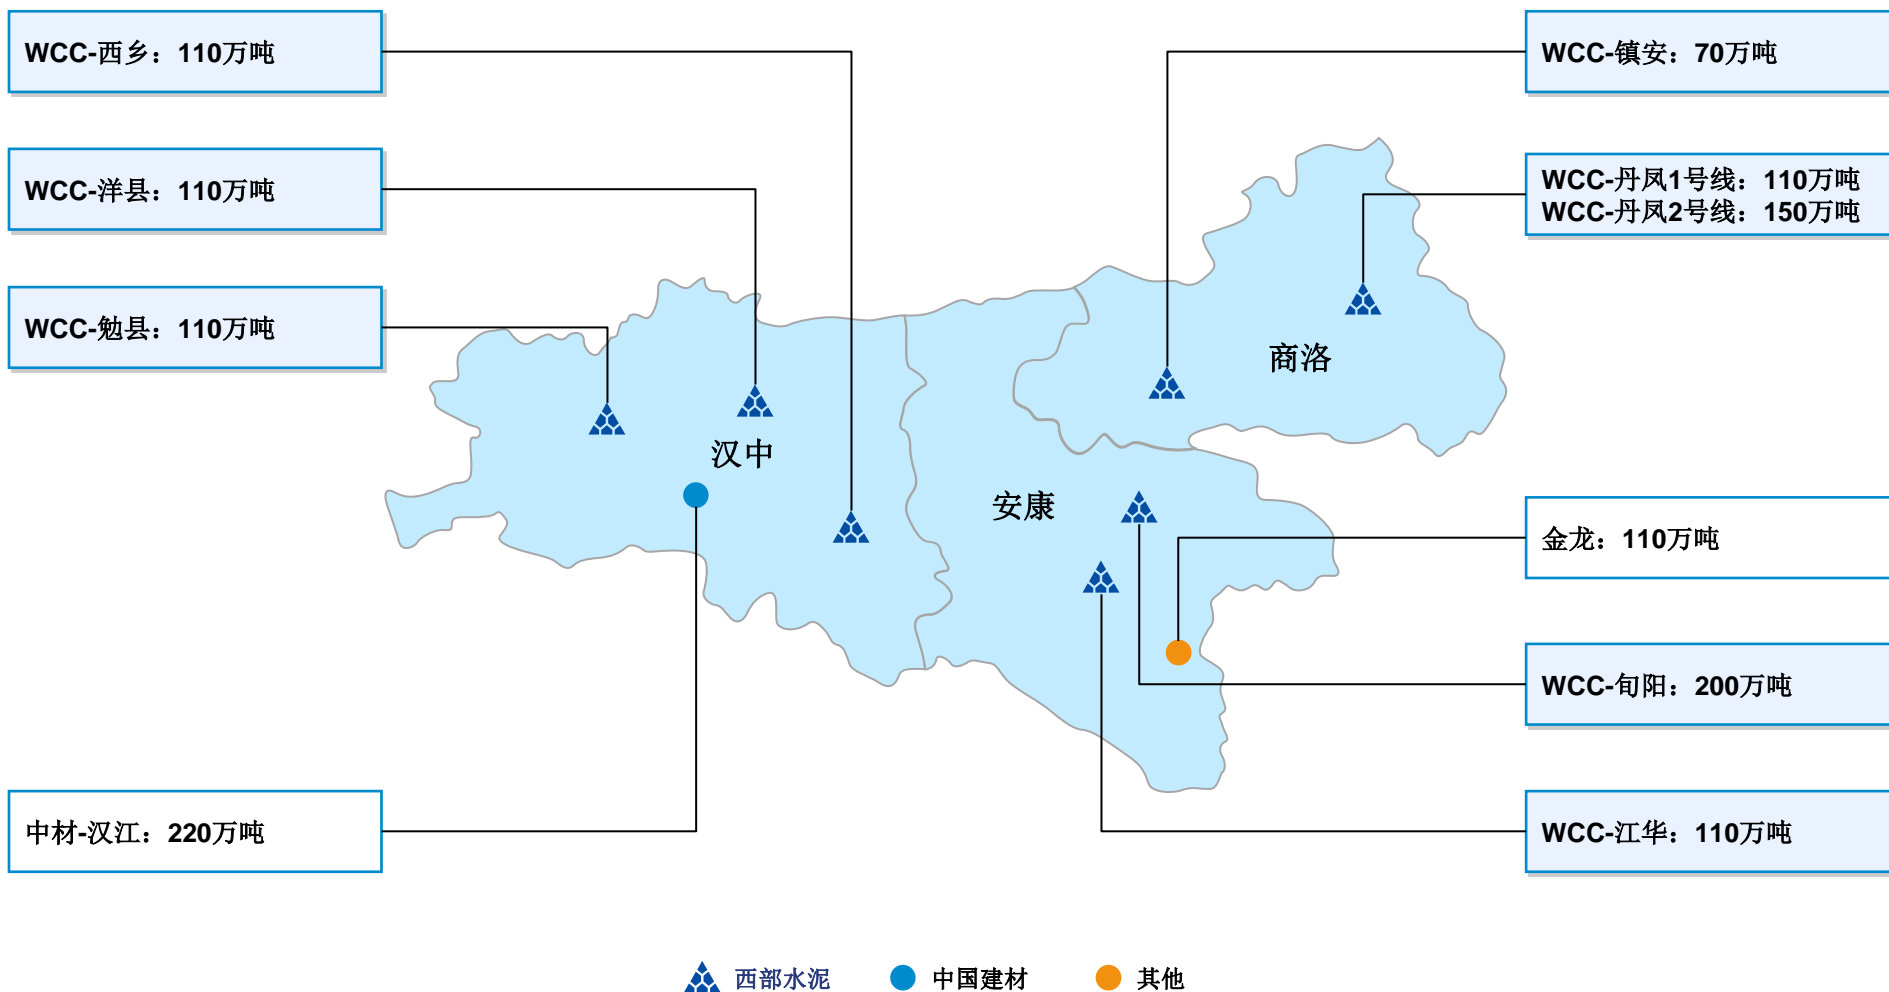 WCC-西乡：110万吨
WCC-洋县：110万吨
WCC-勉县：110万吨
中材-汉江：220万吨
WCC-镇安：70万吨
WCC-丹凤1号线：110万吨
WCC-丹凤2号线：150万吨
金龙：110万吨
WCC-旬阳：200万吨
WCC-江华：110万吨
商洛
汉中
安康
西部水泥
中国建材
其他